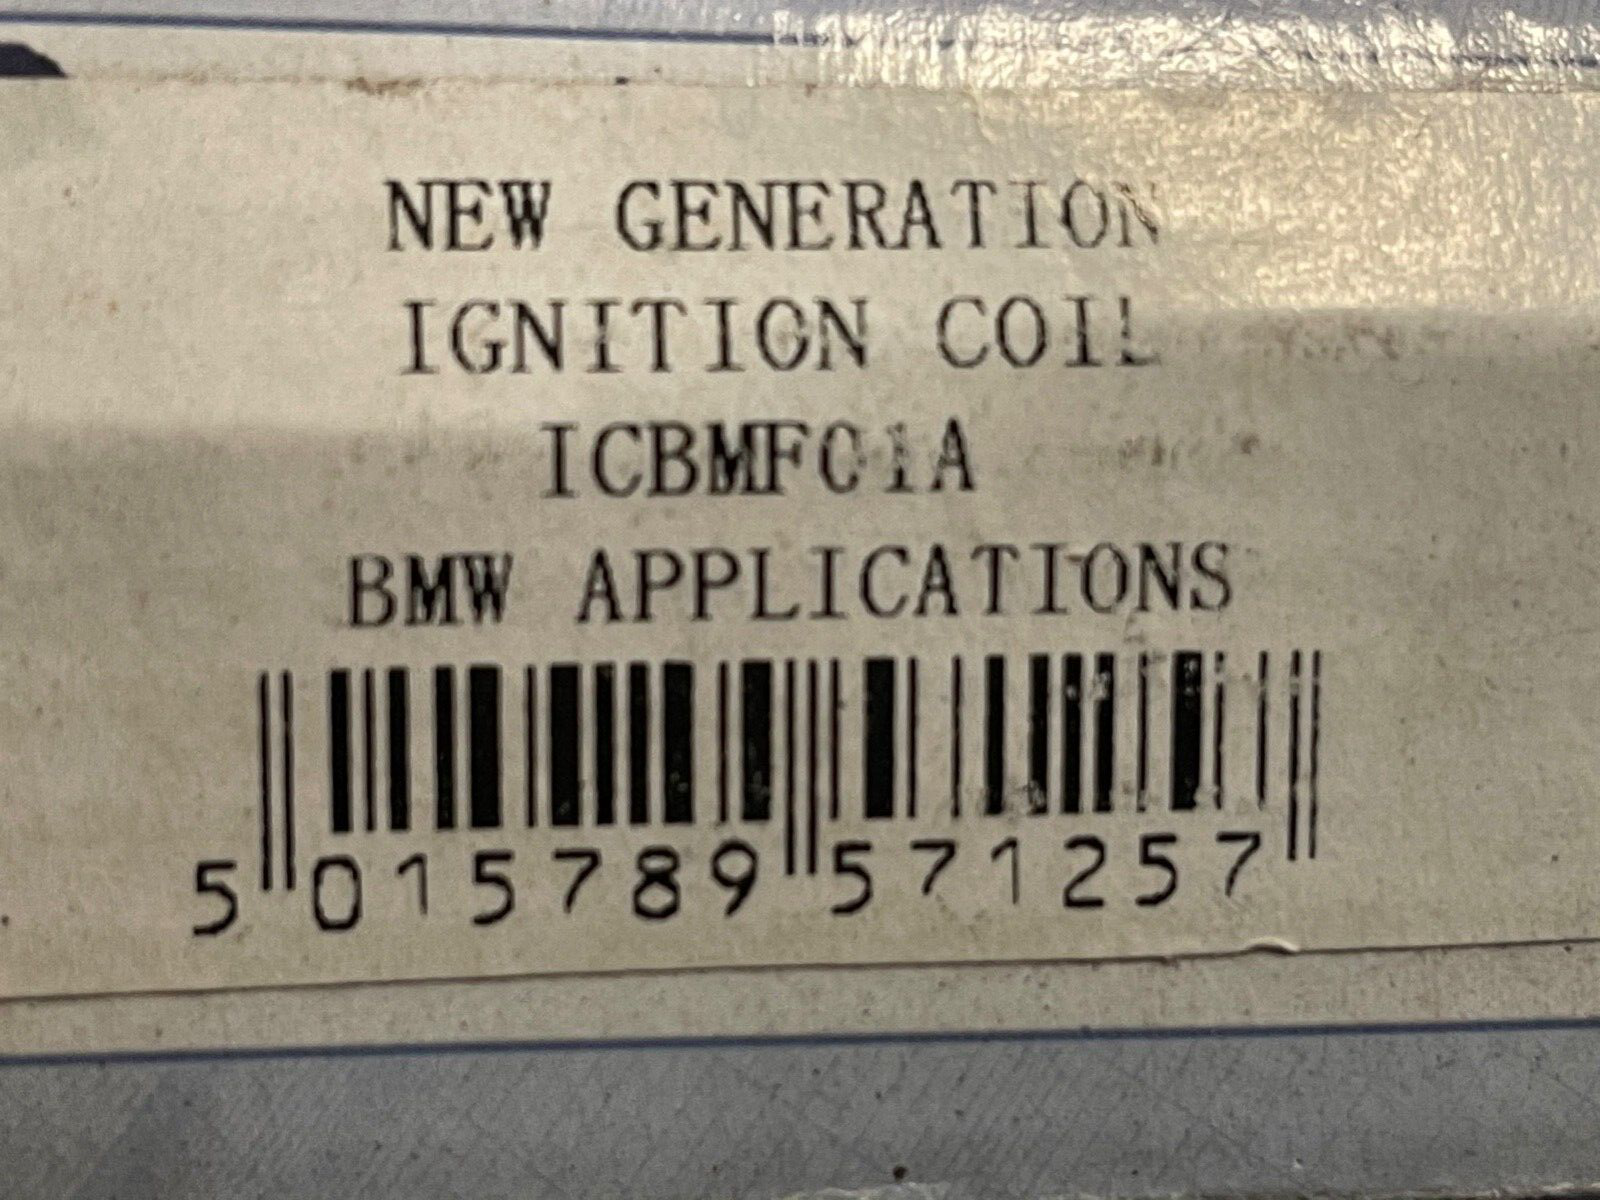 NEW GENERATION
IGNITION COIL
ICBMF01A
BMW APPLICATIONS
5 015789 571257